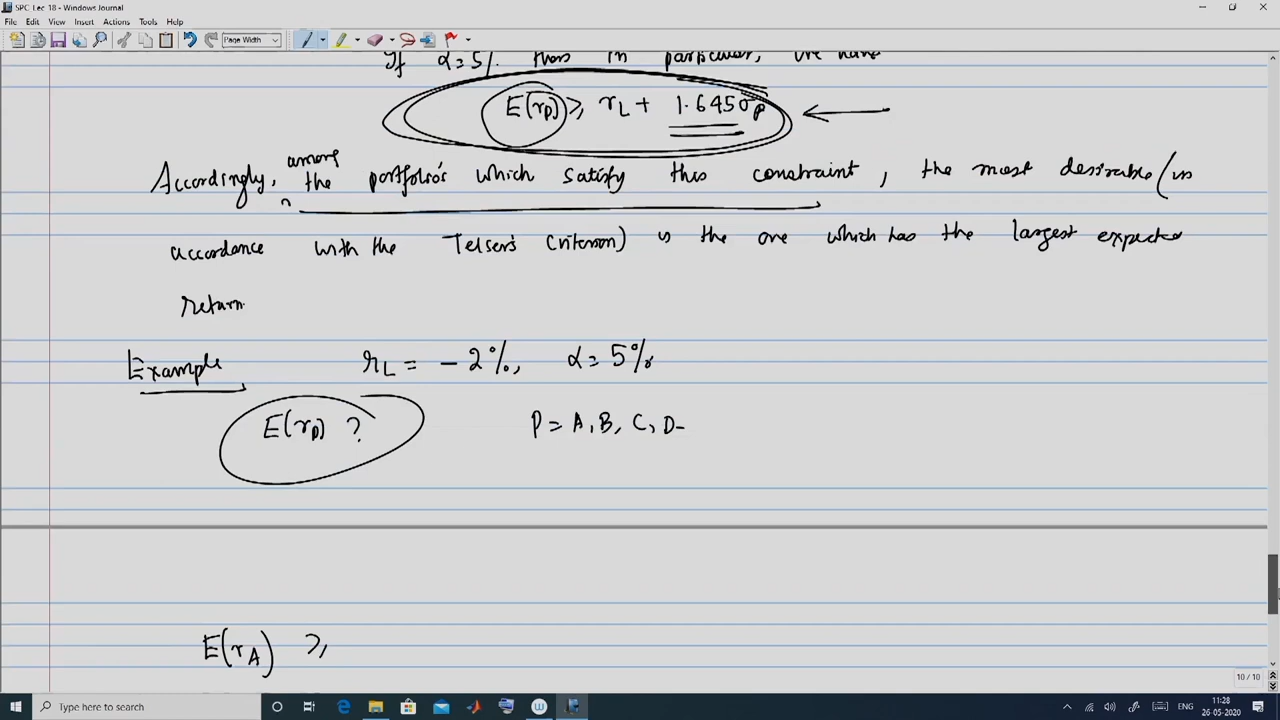 SPC_Lec 18 - Windows Journal
File Edit View Insert Actions Tools Help
Page Width
If α = 5%. then in particular, we have
E(rp) ≥ rL + 1.645σp
among
Accordingly, the portfolio's which satisfy this constraint, the most desirable (in
accordance with the Telser's Criterion) is the one which has the largest expected
return.
Example rL = -2%, α = 5%
E(rp) ? P = A, B, C, D-
E(rA) ≥
10/10
Type here to search
ENG
11:28
26-05-2020